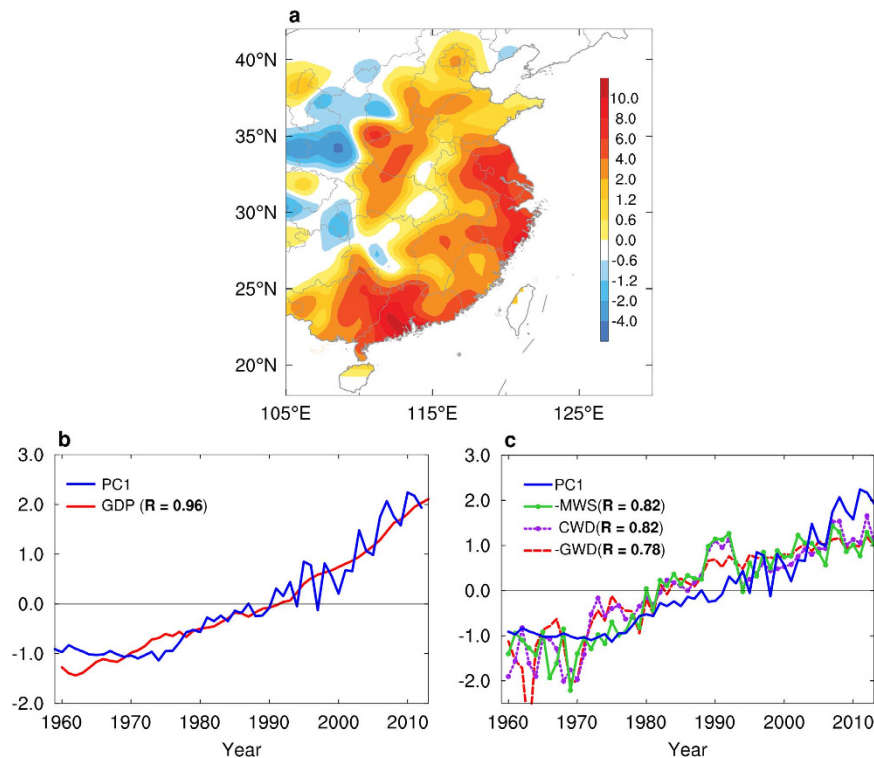 a
40°N
35°N
30°N
25°N
20°N
105°E 115°E 125°E
10.0
8.0
6.0
4.0
2.0
1.2
0.6
0.0
-0.6
-1.2
-2.0
-4.0
b
3.0
2.0
1.0
0.0
-1.0
-2.0
PC1
GDP (R = 0.96)
1960 1970 1980 1990 2000 2010
Year
c
3.0
2.0
1.0
0.0
-1.0
-2.0
PC1
-MWS(R = 0.82)
CWD(R = 0.82)
-GWD(R = 0.78)
1960 1970 1980 1990 2000 2010
Year